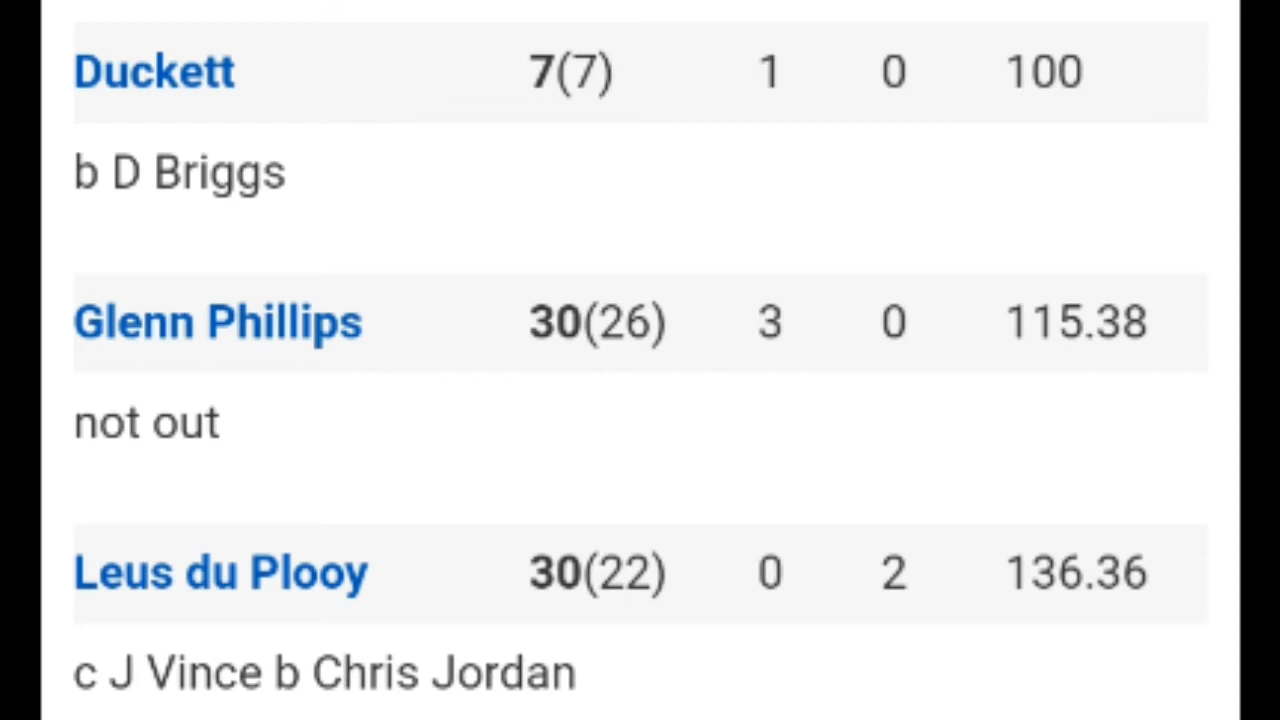 Duckett 7(7) 1 0 100
b D Briggs
Glenn Phillips 30(26) 3 0 115.38
not out
Leus du Plooy 30(22) 0 2 136.36
c J Vince b Chris Jordan